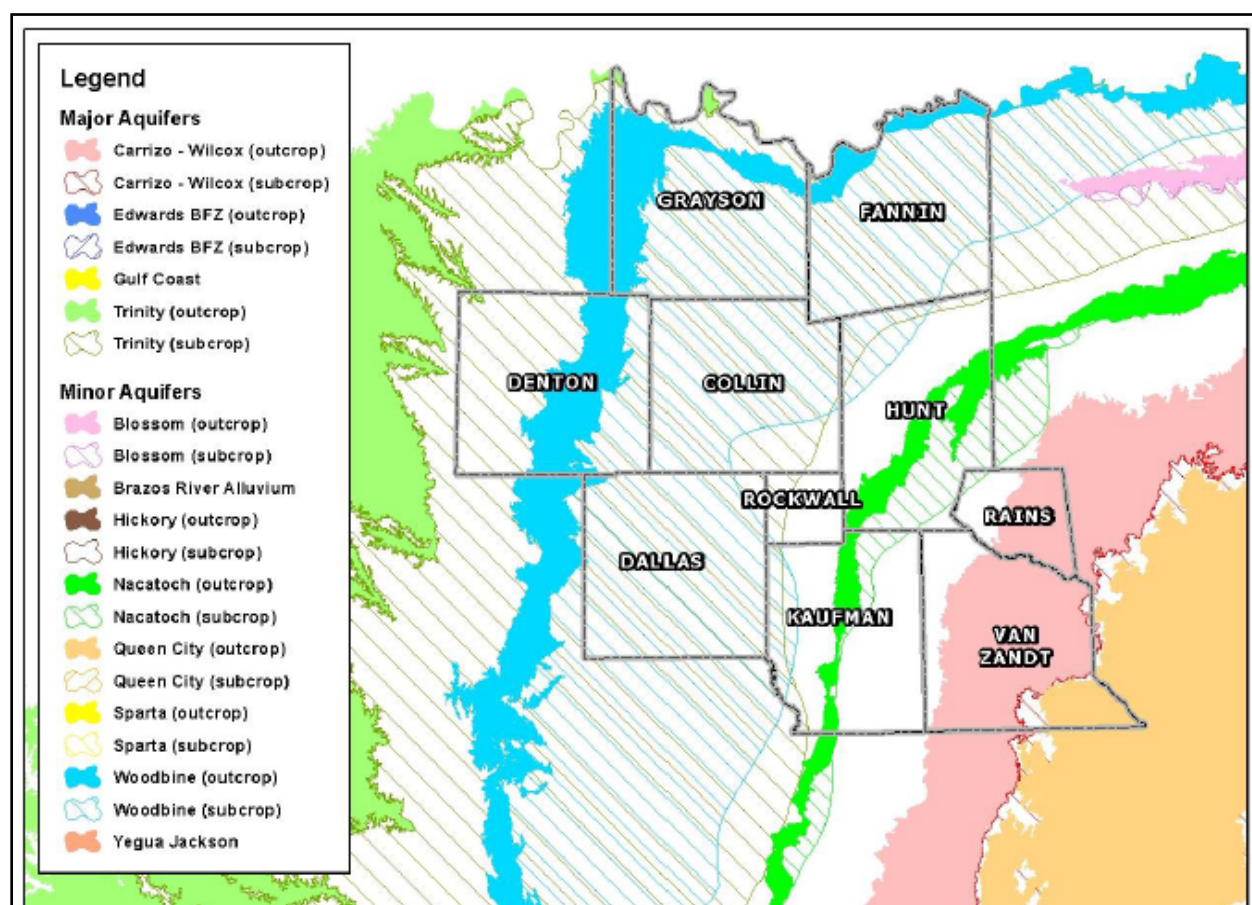 Legend
Major Aquifers
Carrizo - Wilcox (outcrop)
Carrizo - Wilcox (subcrop)
Edwards BFZ (outcrop)
Edwards BFZ (subcrop)
Gulf Coast
Trinity (outcrop)
Trinity (subcrop)
Minor Aquifers
Blossom (outcrop)
Blossom (subcrop)
Brazos River Alluvium
Hickory (outcrop)
Hickory (subcrop)
Nacatoch (outcrop)
Nacatoch (subcrop)
Queen City (outcrop)
Queen City (subcrop)
Sparta (outcrop)
Sparta (subcrop)
Woodbine (outcrop)
Woodbine (subcrop)
Yegua Jackson
GRAYSON
FANNIN
DENTON
COLLIN
HUNT
ROCKWALL
RAINS
DALLAS
KAUFMAN
VAN
ZANDT